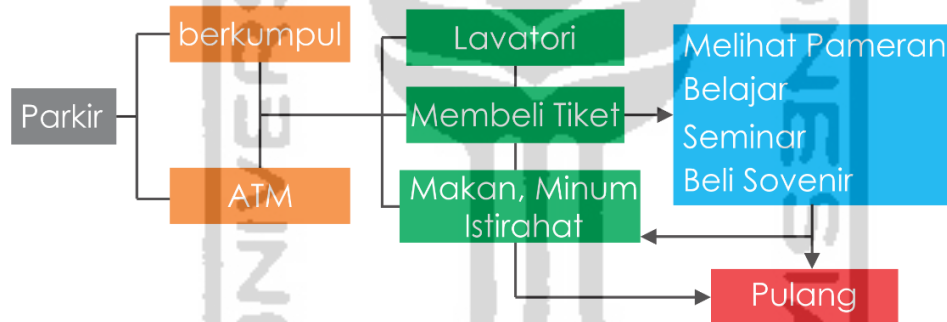 Parkir
berkumpul
ATM
Lavatori
Membeli Tiket
Makan, Minum
Istirahat
Melihat Pameran
Belajar
Seminar
Beli Sovenir
Pulang